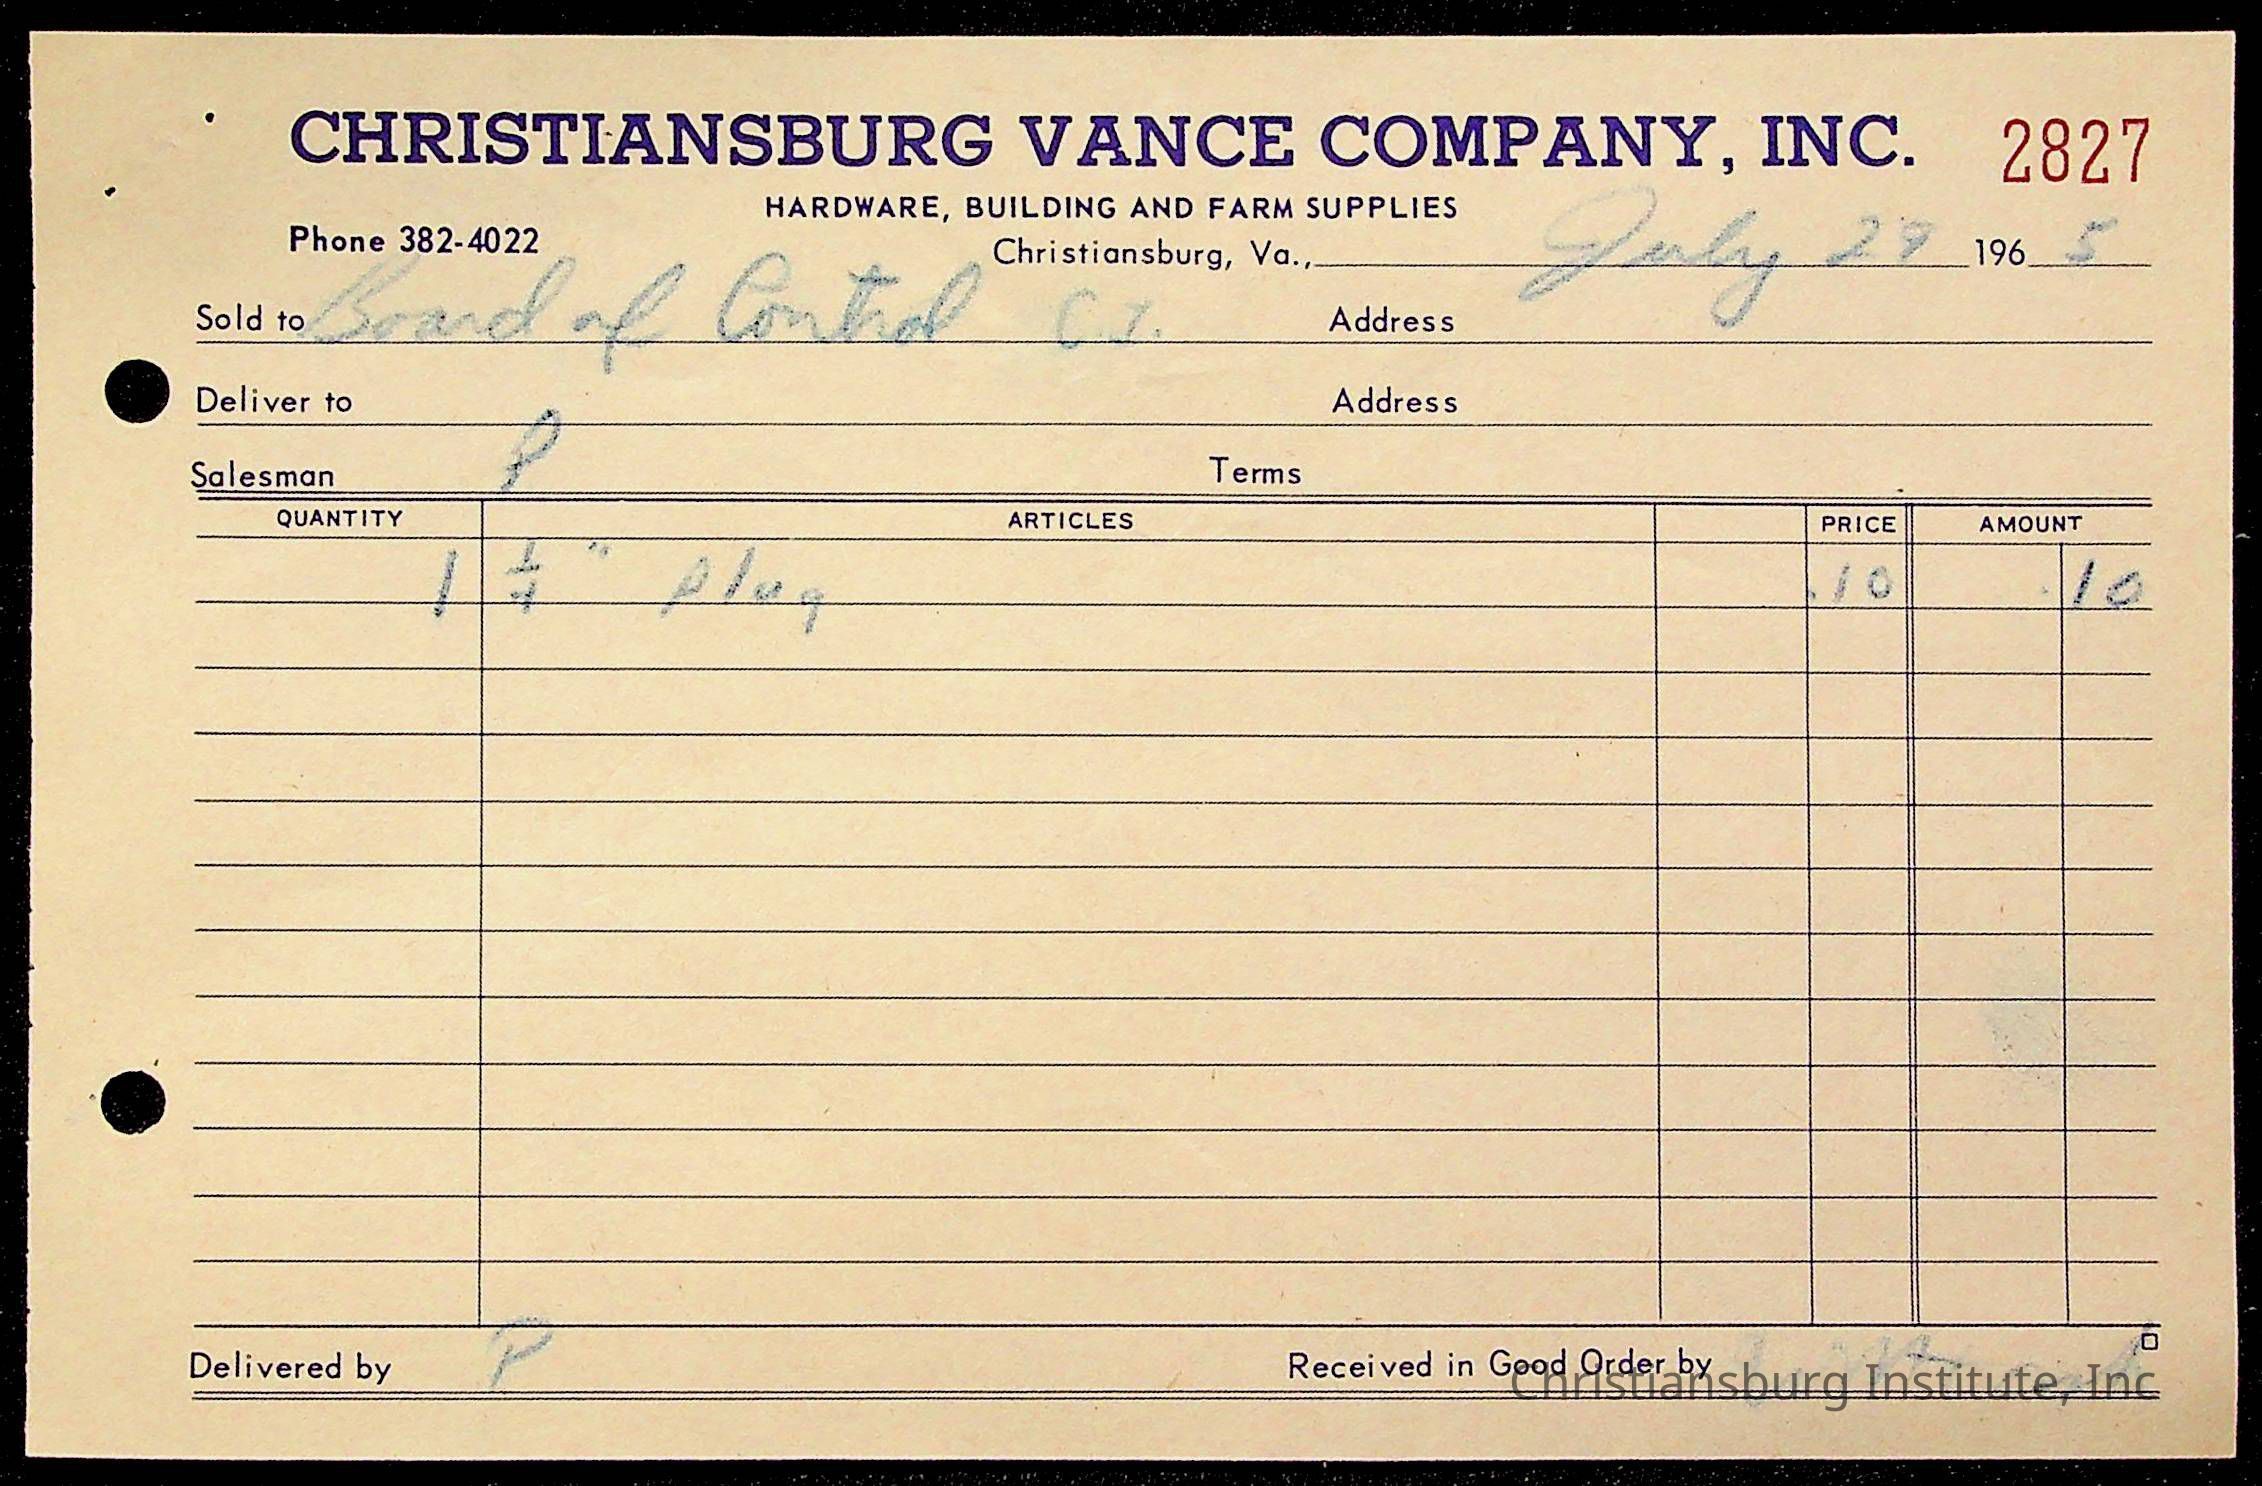 CHRISTIANSBURG VANCE COMPANY, INC. 2827
HARDWARE, BUILDING AND FARM SUPPLIES
Phone 382-4022
Christiansburg, Va., July 29 1965
Sold to Board of Control C.I. Address
Deliver to Address
Salesman P Terms
QUANTITY ARTICLES PRICE AMOUNT
1 1/4" plug .10 .10
Delivered by P Received in Good Order by
Christiansburg Institute, Inc